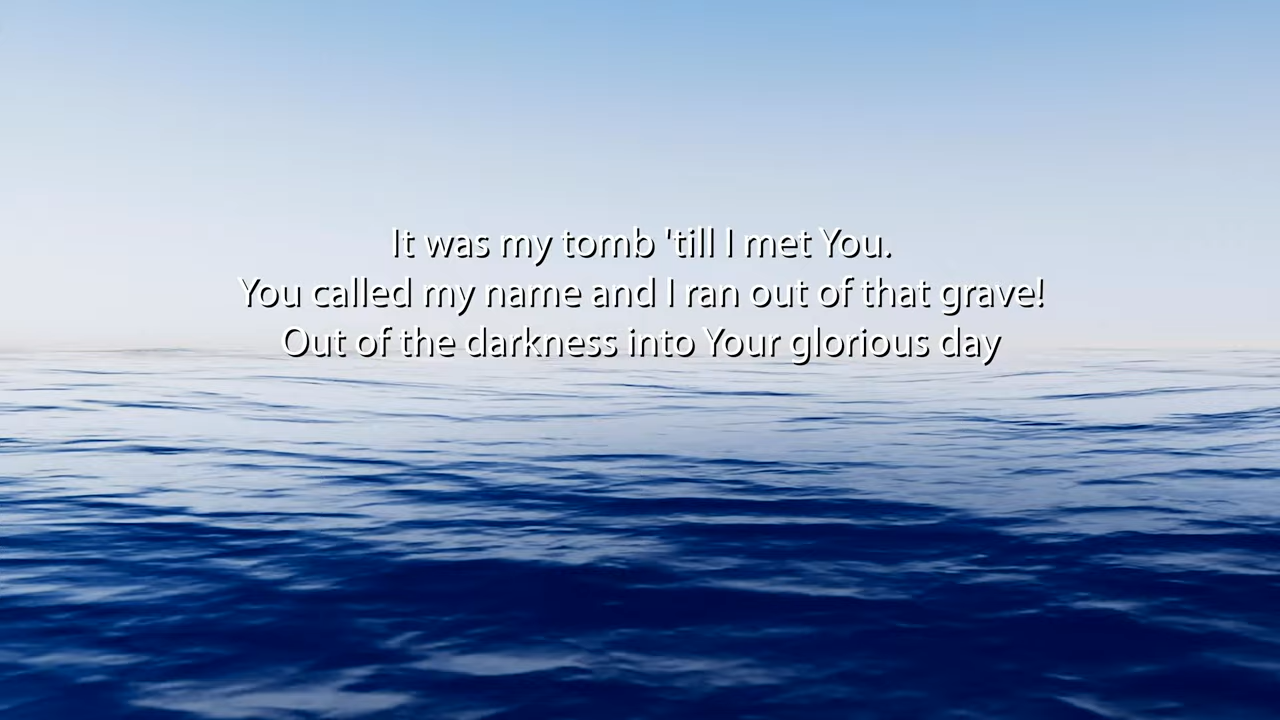 It was my tomb 'till I met You.
You called my name and I ran out of that grave!
Out of the darkness into Your glorious day